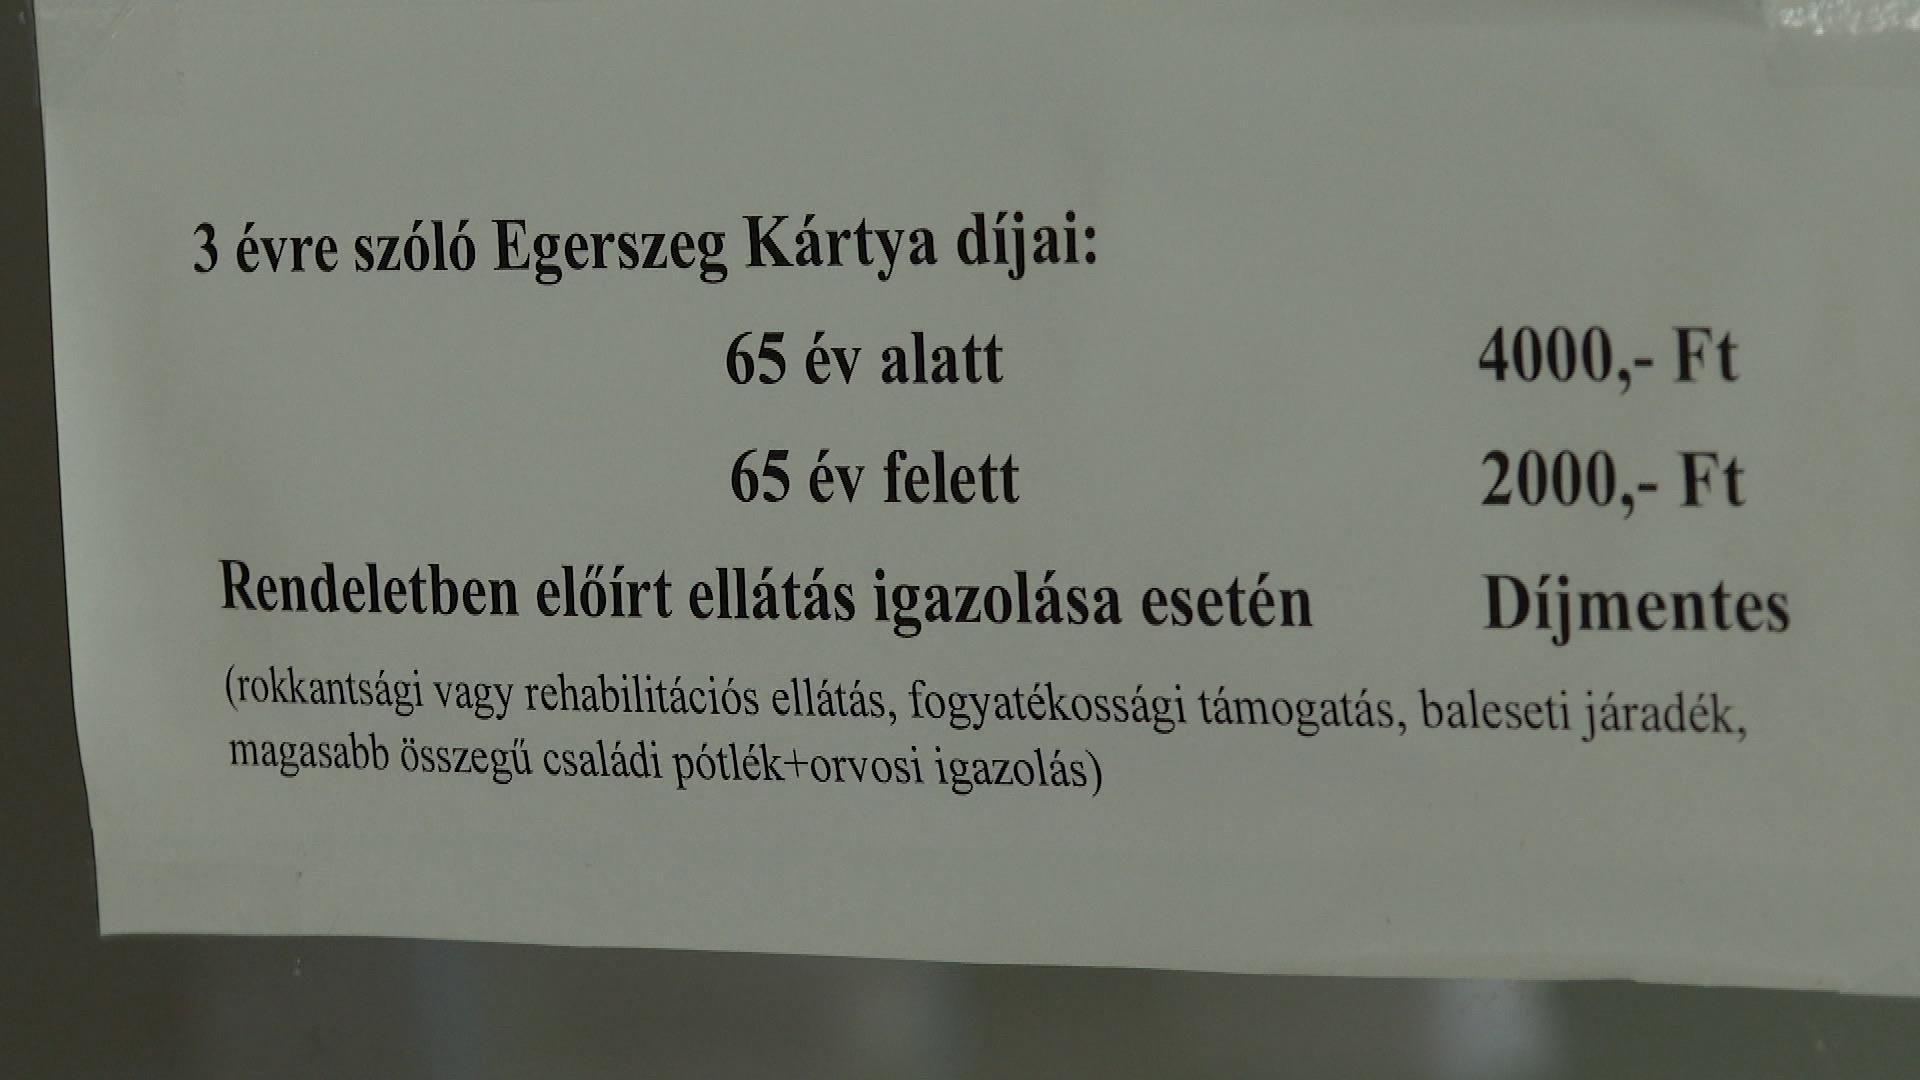 3 évre szóló Egerszeg Kártya díjai:
65 év alatt 4000,- Ft
65 év felett 2000,- Ft
Rendeletben előírt ellátás igazolása esetén Díjmentes
(rokkantsági vagy rehabilitációs ellátás, fogyatékossági támogatás, baleseti járadék,
magasabb összegű családi pótlék+orvosi igazolás)